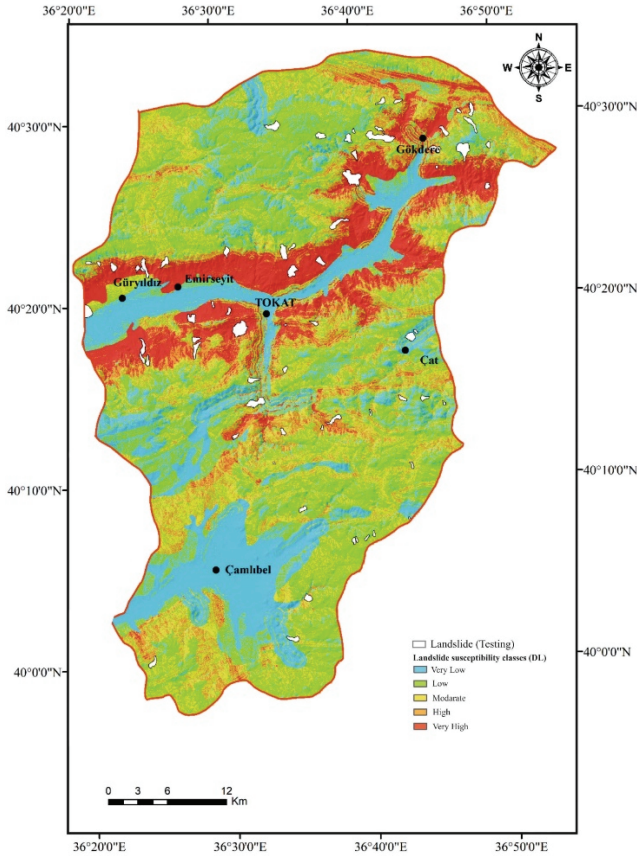 36°20'0"E 36°30'0"E 36°40'0"E 36°50'0"E
N
W E
S
40°30'0"N 40°30'0"N
Gökdere
Güryıldız Emirseyit
40°20'0"N 40°20'0"N
TOKAT
Çat
40°10'0"N 40°10'0"N
Çamlıbel
Landslide (Testing)
Landslide susceptibility classes (DL)
Very Low
Low
Modarate
High
Very High
40°0'0"N 40°0'0"N
0 3 6 12
Km
36°20'0"E 36°30'0"E 36°40'0"E 36°50'0"E